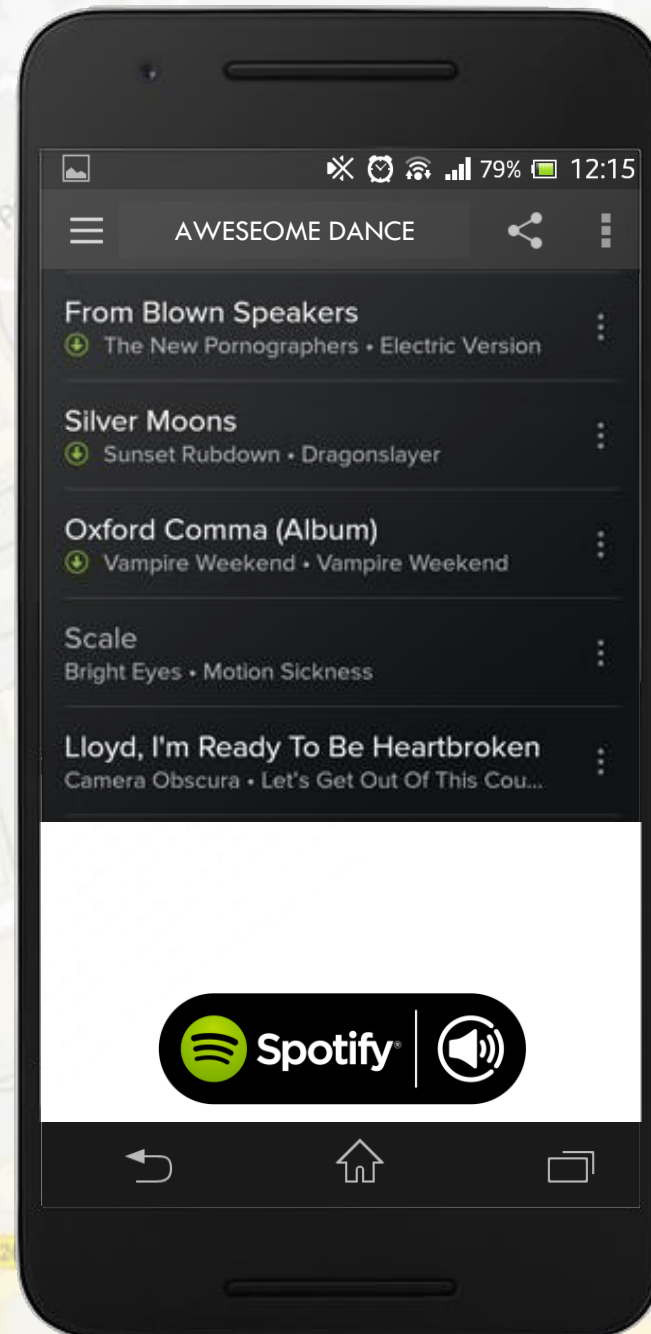 79% 12:15
AWESEOME DANCE
From Blown Speakers
The New Pornographers • Electric Version
Silver Moons
Sunset Rubdown • Dragonslayer
Oxford Comma (Album)
Vampire Weekend • Vampire Weekend
Scale
Bright Eyes • Motion Sickness
Lloyd, I'm Ready To Be Heartbroken
Camera Obscura • Let's Get Out Of This Cou...
Spotify®